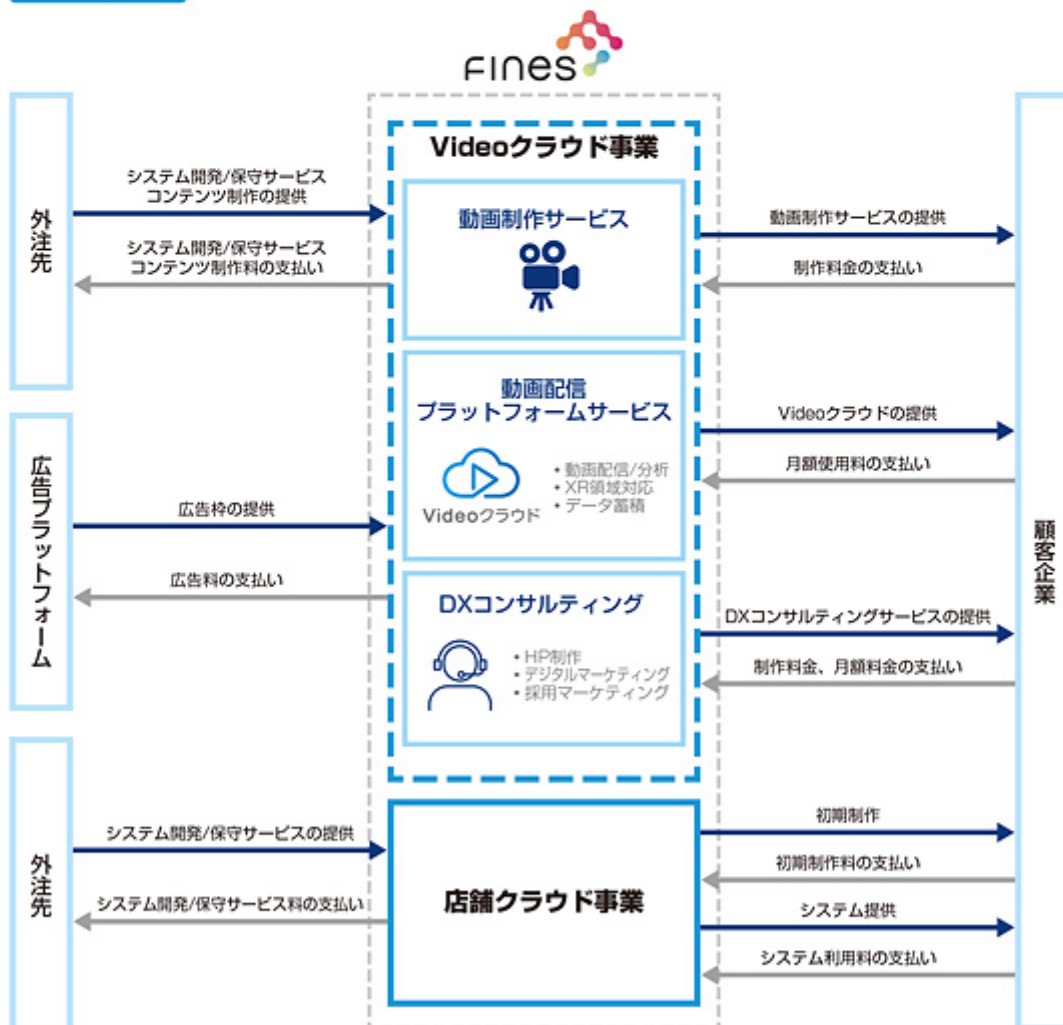 FINES
Videoクラウド事業
外注先
システム開発/保守サービス
コンテンツ制作の提供
システム開発/保守サービス
コンテンツ制作料の支払い
動画制作サービス
動画制作サービスの提供
制作料金の支払い
動画配信
プラットフォームサービス
Videoクラウド
・動画配信/分析
・XR領域対応
・データ蓄積
Videoクラウドの提供
月額使用料の支払い
広告プラットフォーム
広告枠の提供
広告料の支払い
DXコンサルティング
・HP制作
・デジタルマーケティング
・採用マーケティング
DXコンサルティングサービスの提供
制作料金、月額料金の支払い
顧客企業
外注先
システム開発/保守サービスの提供
システム開発/保守サービス料の支払い
店舗クラウド事業
初期制作
初期制作料の支払い
システム提供
システム利用料の支払い